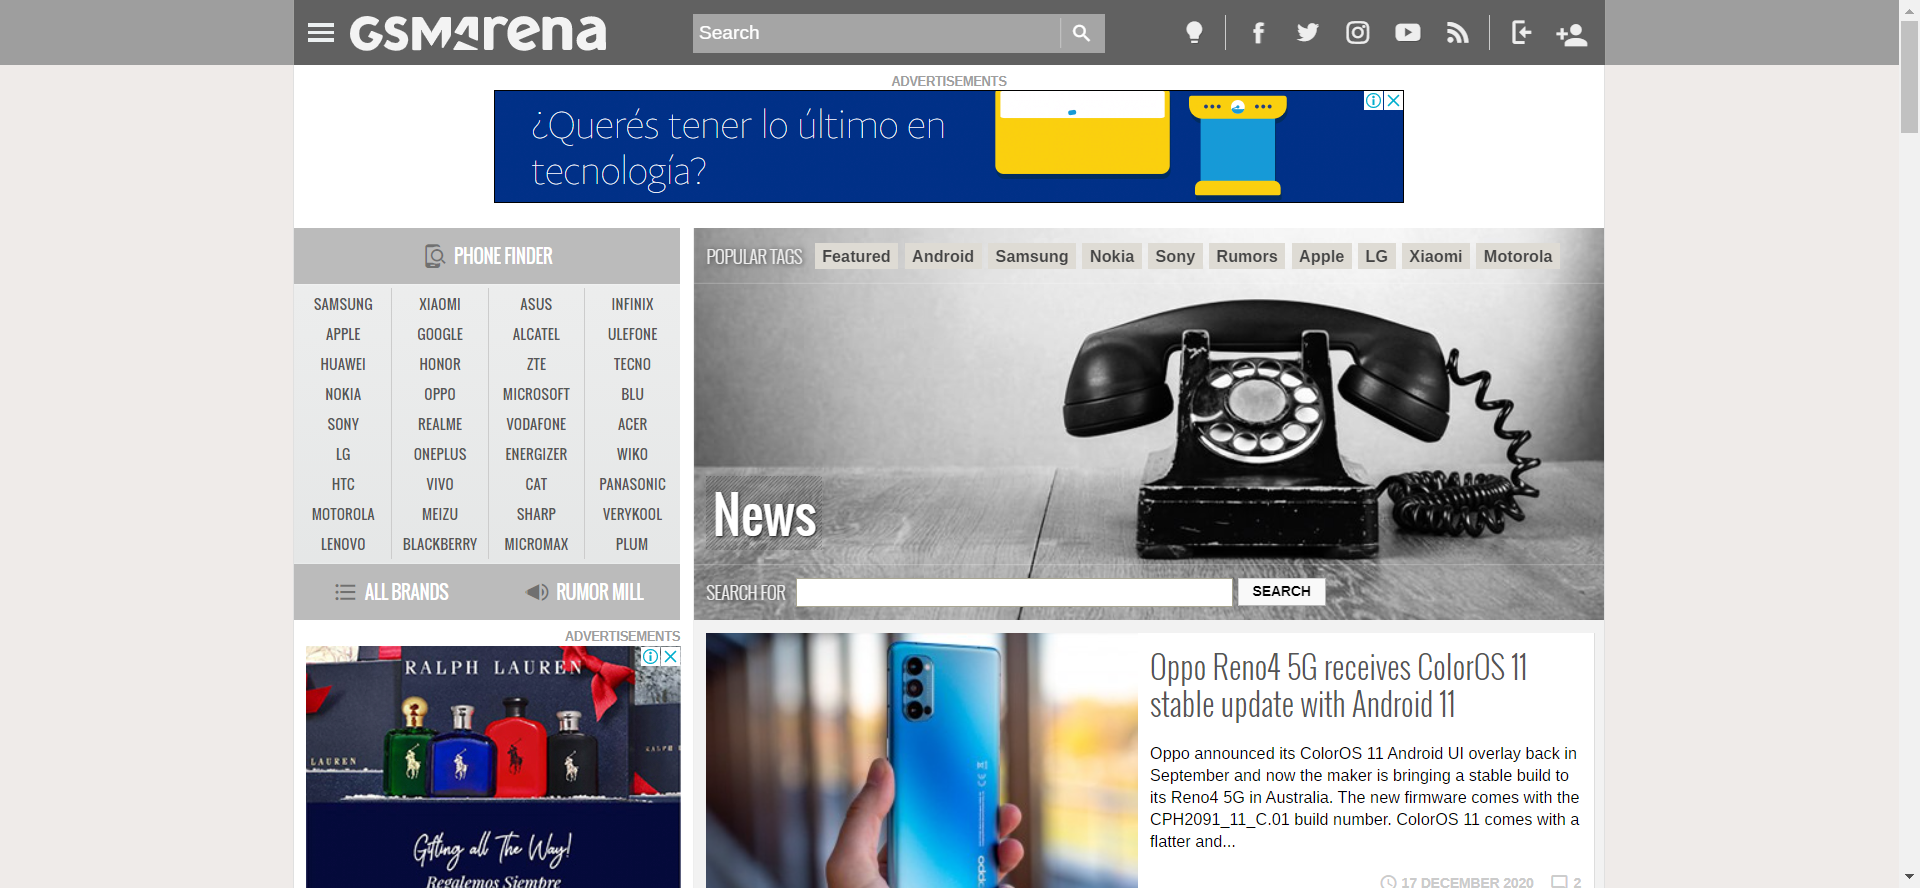 GSMArena
Search
ADVERTISEMENTS
¿Querés tener lo último en
tecnología?
PHONE FINDER
SAMSUNG XIAOMI ASUS INFINIX
APPLE GOOGLE ALCATEL ULEFONE
HUAWEI HONOR ZTE TECNO
NOKIA OPPO MICROSOFT BLU
SONY REALME VODAFONE ACER
LG ONEPLUS ENERGIZER WIKO
HTC VIVO CAT PANASONIC
MOTOROLA MEIZU SHARP VERYKOOL
LENOVO BLACKBERRY MICROMAX PLUM
ALL BRANDS RUMOR MILL
ADVERTISEMENTS
RALPH LAUREN
LAUREN
Gifting all The Way!
Regalemos Siempre
POPULAR TAGS Featured Android Samsung Nokia Sony Rumors Apple LG Xiaomi Motorola
News
SEARCH FOR SEARCH
oppo
Oppo Reno4 5G receives ColorOS 11
stable update with Android 11
Oppo announced its ColorOS 11 Android UI overlay back in
September and now the maker is bringing a stable build to
its Reno4 5G in Australia. The new firmware comes with the
CPH2091_11_C.01 build number. ColorOS 11 comes with a
flatter and...
17 DECEMBER 2020 2